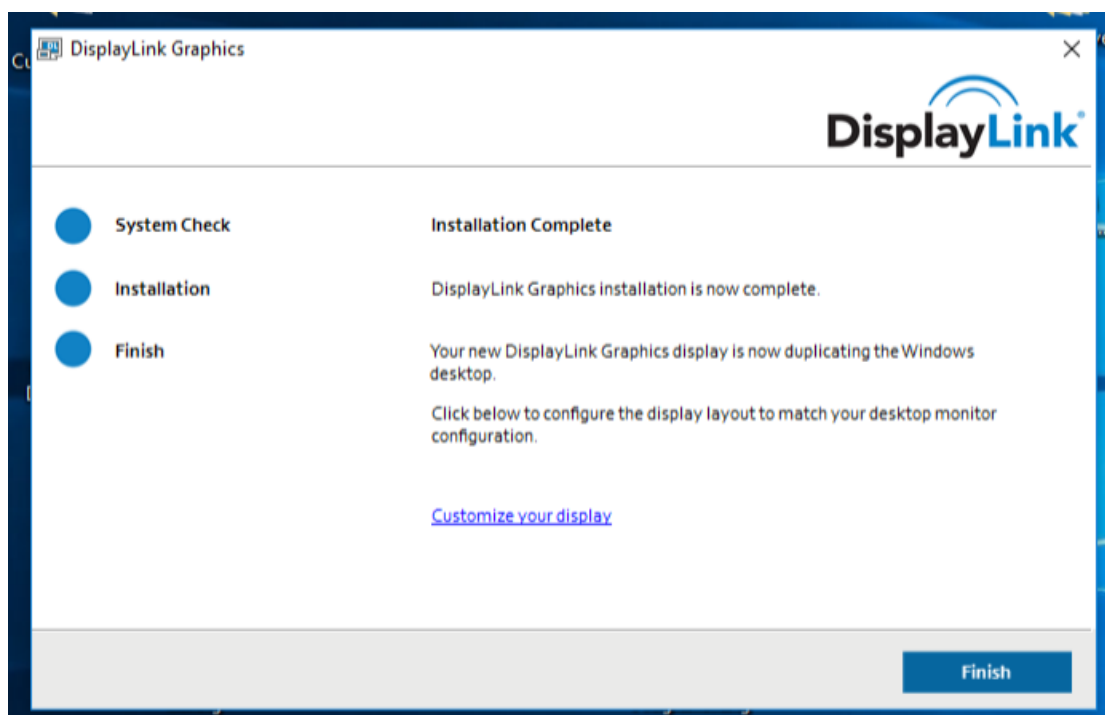 DisplayLink Graphics
DisplayLink®
System Check
Installation Complete
Installation
DisplayLink Graphics installation is now complete.
Finish
Your new DisplayLink Graphics display is now duplicating the Windows
desktop.
Click below to configure the display layout to match your desktop monitor
configuration.
Customize your display
Finish